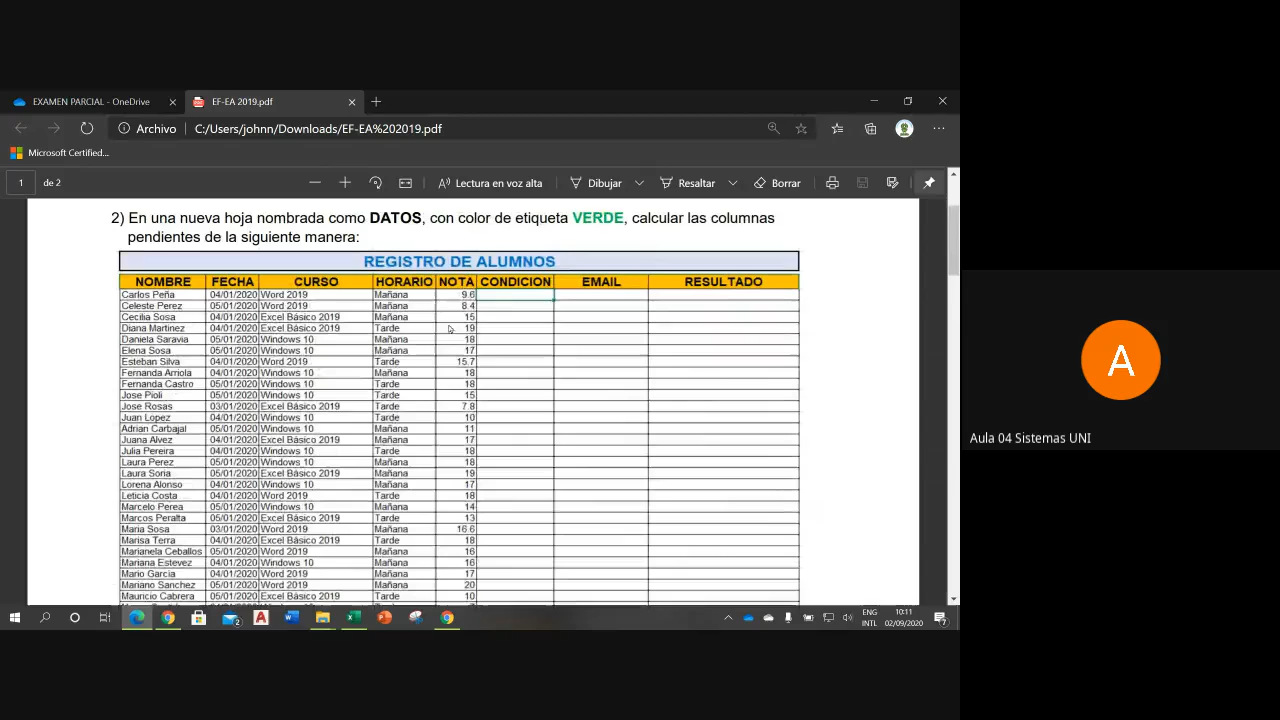 EXAMEN PARCIAL - OneDrive
EF-EA 2019.pdf
Archivo
C:/Users/johnn/Downloads/EF-EA%202019.pdf
Microsoft Certified...
1 de 2
Lectura en voz alta
Dibujar
Resaltar
Borrar
2) En una nueva hoja nombrada como DATOS, con color de etiqueta VERDE, calcular las columnas
pendientes de la siguiente manera:
REGISTRO DE ALUMNOS
NOMBRE FECHA CURSO HORARIO NOTA CONDICION EMAIL RESULTADO
Carlos Peña 04/01/2020 Word 2019 Mañana 9.6
Celeste Perez 05/01/2020 Word 2019 Mañana 8.4
Cecilia Sosa 04/01/2020 Excel Básico 2019 Mañana 15
Diana Martinez 04/01/2020 Excel Básico 2019 Tarde 19
Daniela Saravia 05/01/2020 Windows 10 Mañana 18
Elena Sosa 05/01/2020 Windows 10 Mañana 17
Esteban Silva 04/01/2020 Word 2019 Tarde 15.7
Fernanda Arriola 04/01/2020 Windows 10 Mañana 18
Fernanda Castro 05/01/2020 Windows 10 Tarde 18
Jose Pioli 05/01/2020 Windows 10 Tarde 15
Jose Rosas 03/01/2020 Excel Básico 2019 Tarde 7.8
Juan Lopez 04/01/2020 Windows 10 Tarde 10
Adrian Carbajal 05/01/2020 Windows 10 Mañana 11
Juana Alvez 04/01/2020 Excel Básico 2019 Mañana 17
Julia Pereira 04/01/2020 Windows 10 Tarde 18
Laura Perez 05/01/2020 Windows 10 Mañana 18
Laura Soria 05/01/2020 Excel Básico 2019 Mañana 19
Lorena Alonso 04/01/2020 Windows 10 Mañana 17
Leticia Costa 04/01/2020 Word 2019 Tarde 18
Marcelo Perea 05/01/2020 Windows 10 Mañana 14
Marcos Peralta 05/01/2020 Excel Básico 2019 Tarde 13
Maria Sosa 03/01/2020 Word 2019 Mañana 16.6
Marisa Terra 04/01/2020 Excel Básico 2019 Tarde 18
Marianela Ceballos 05/01/2020 Word 2019 Mañana 16
Mariana Estevez 04/01/2020 Windows 10 Mañana 16
Mario Garcia 04/01/2020 Word 2019 Mañana 17
Mariano Sanchez 05/01/2020 Word 2019 Mañana 20
Mauricio Cabrera 05/01/2020 Excel Básico 2019 Tarde 10
A
Aula 04 Sistemas UNI
ENG
INTL
10:11
02/09/2020